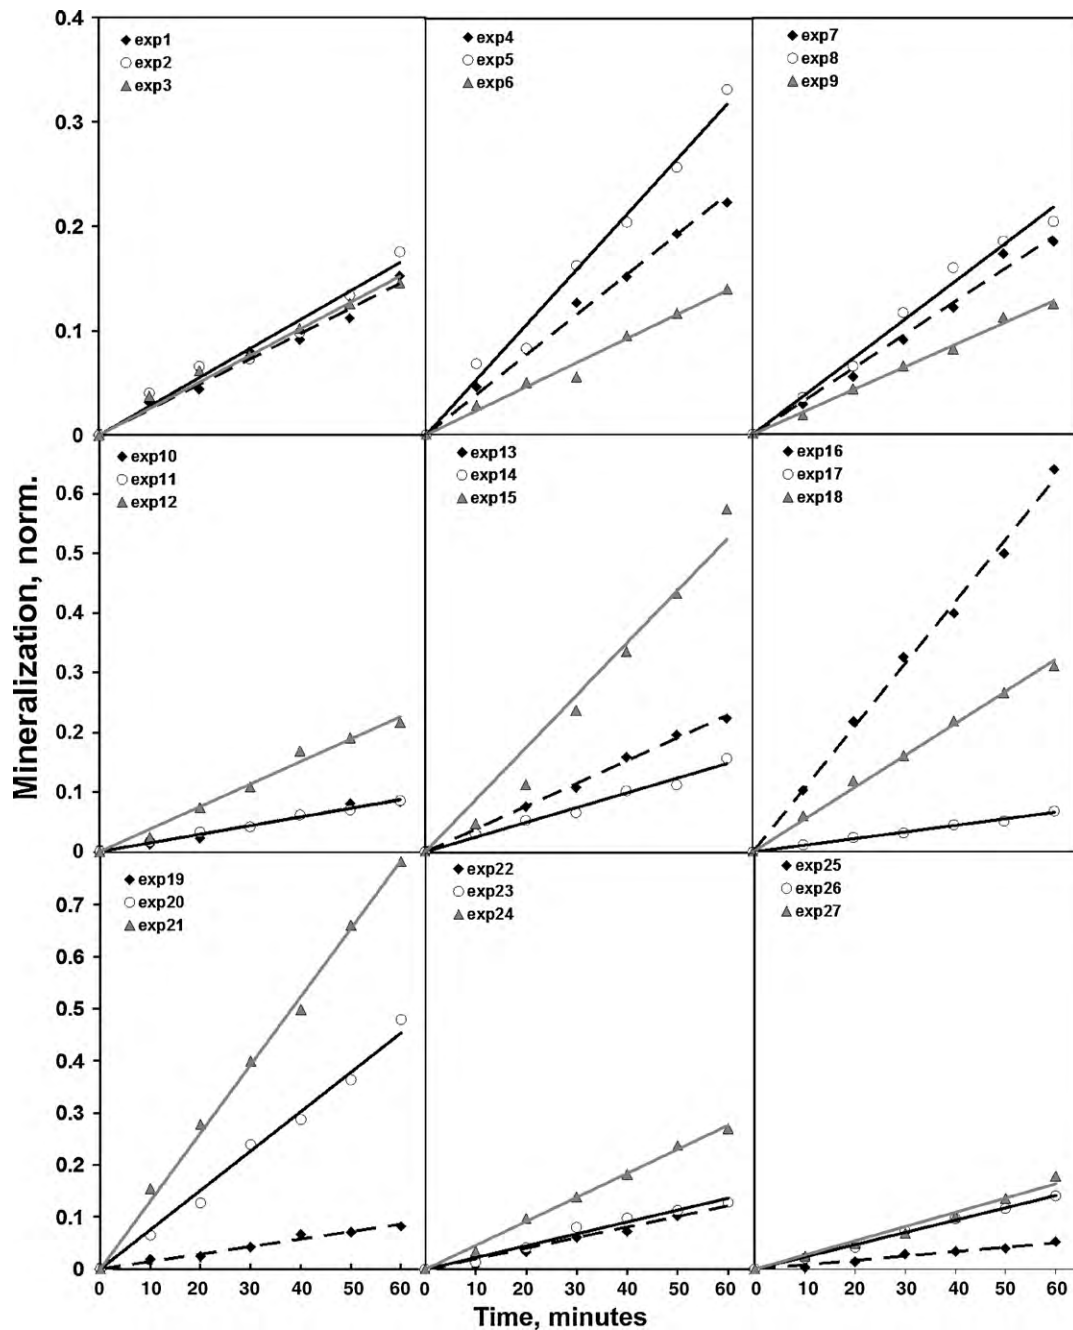 0.4
0.3
0.2
0.1
0
exp1
exp2
exp3
exp4
exp5
exp6
exp7
exp8
exp9
Mineralization, norm.
0.6
0.5
0.4
0.3
0.2
0.1
0
exp10
exp11
exp12
exp13
exp14
exp15
exp16
exp17
exp18
0.7
0.6
0.5
0.4
0.3
0.2
0.1
0
exp19
exp20
exp21
exp22
exp23
exp24
exp25
exp26
exp27
0 10 20 30 40 50 60
0 10 20 30 40 50 60
0 10 20 30 40 50 60
Time, minutes